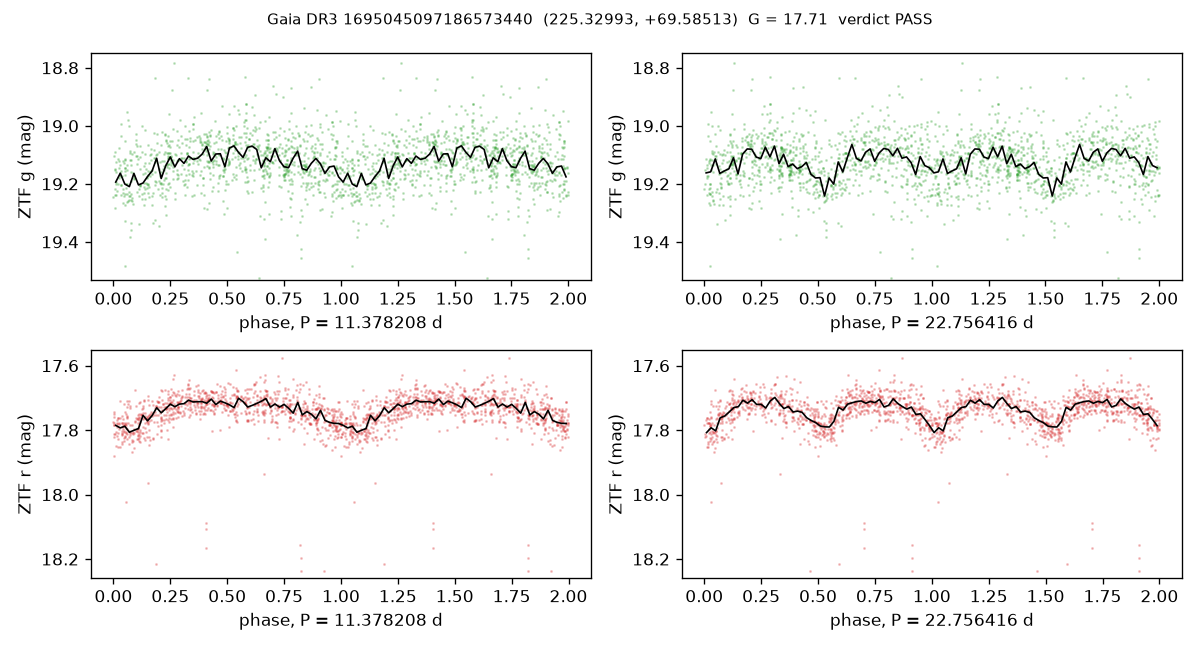 Gaia DR3 1695045097186573440 (225.32993, +69.58513) G = 17.71 verdict PASS
18.8
19.0
19.2
19.4
ZTF g (mag)
0.00 0.25 0.50 0.75 1.00 1.25 1.50 1.75 2.00
phase, P = 11.378208 d
18.8
19.0
19.2
19.4
ZTF g (mag)
0.00 0.25 0.50 0.75 1.00 1.25 1.50 1.75 2.00
phase, P = 22.756416 d
17.6
17.8
18.0
18.2
ZTF r (mag)
0.00 0.25 0.50 0.75 1.00 1.25 1.50 1.75 2.00
phase, P = 11.378208 d
17.6
17.8
18.0
18.2
ZTF r (mag)
0.00 0.25 0.50 0.75 1.00 1.25 1.50 1.75 2.00
phase, P = 22.756416 d